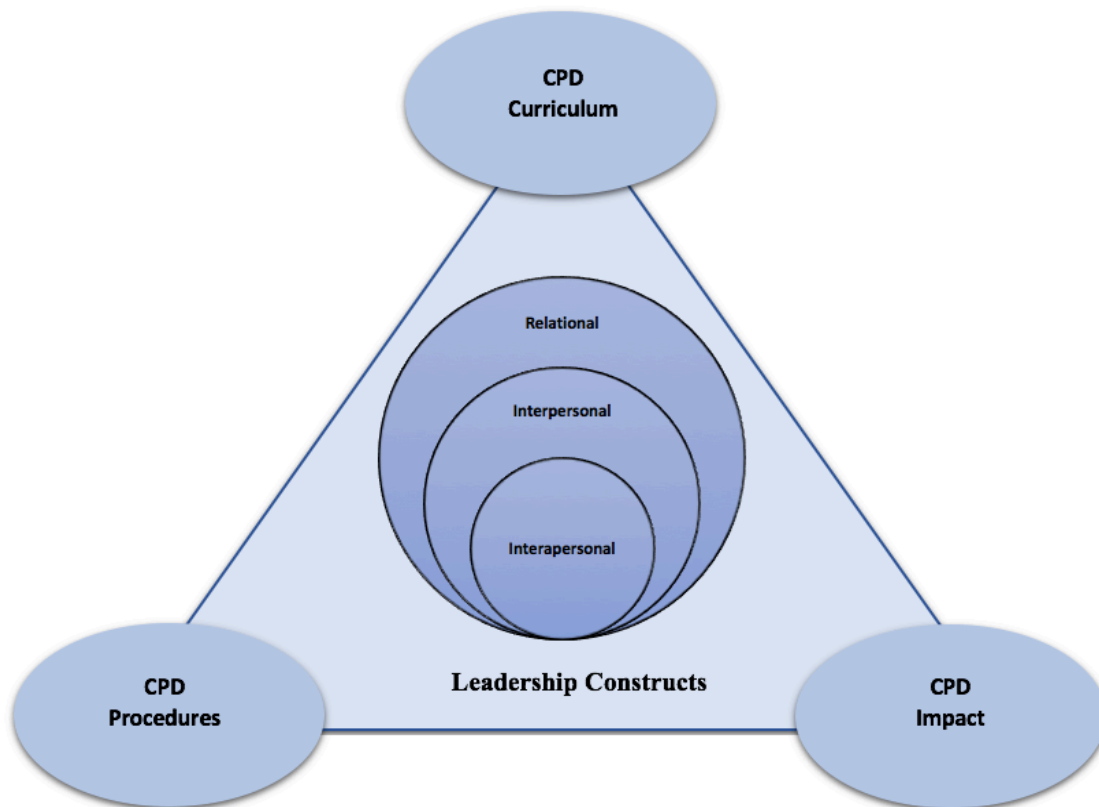 CPD
Curriculum
Relational
Interpersonal
Interapersonal
Leadership Constructs
CPD
Procedures
CPD
Impact